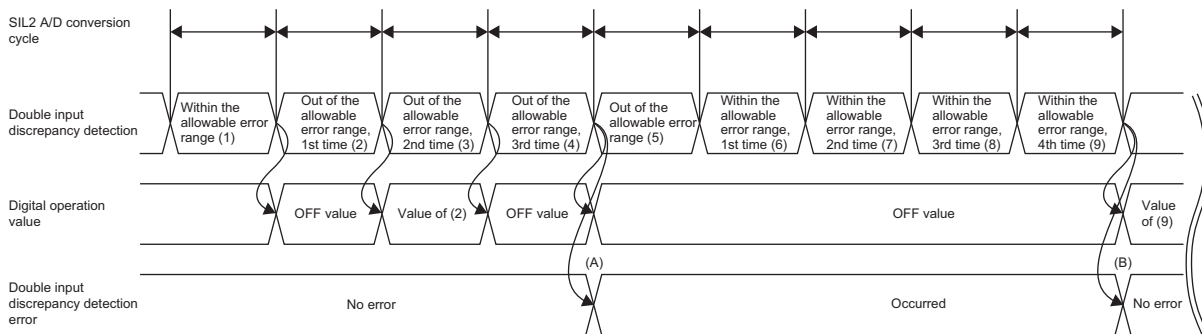 SIL2 A/D conversion
cycle
Double input
discrepancy detection
Within the
allowable error
range (1)
Out of the
allowable
error range,
1st time (2)
Out of the
allowable
error range,
2nd time (3)
Out of the
allowable
error range,
3rd time (4)
Out of the
allowable error
range (5)
Within the
allowable
error range,
1st time (6)
Within the
allowable
error range,
2nd time (7)
Within the
allowable
error range,
3rd time (8)
Within the
allowable
error range,
4th time (9)
Digital operation
value
OFF value
Value of (2)
OFF value
OFF value
Value
of (9)
(A)
(B)
Double input
discrepancy detection
error
No error
Occurred
No error